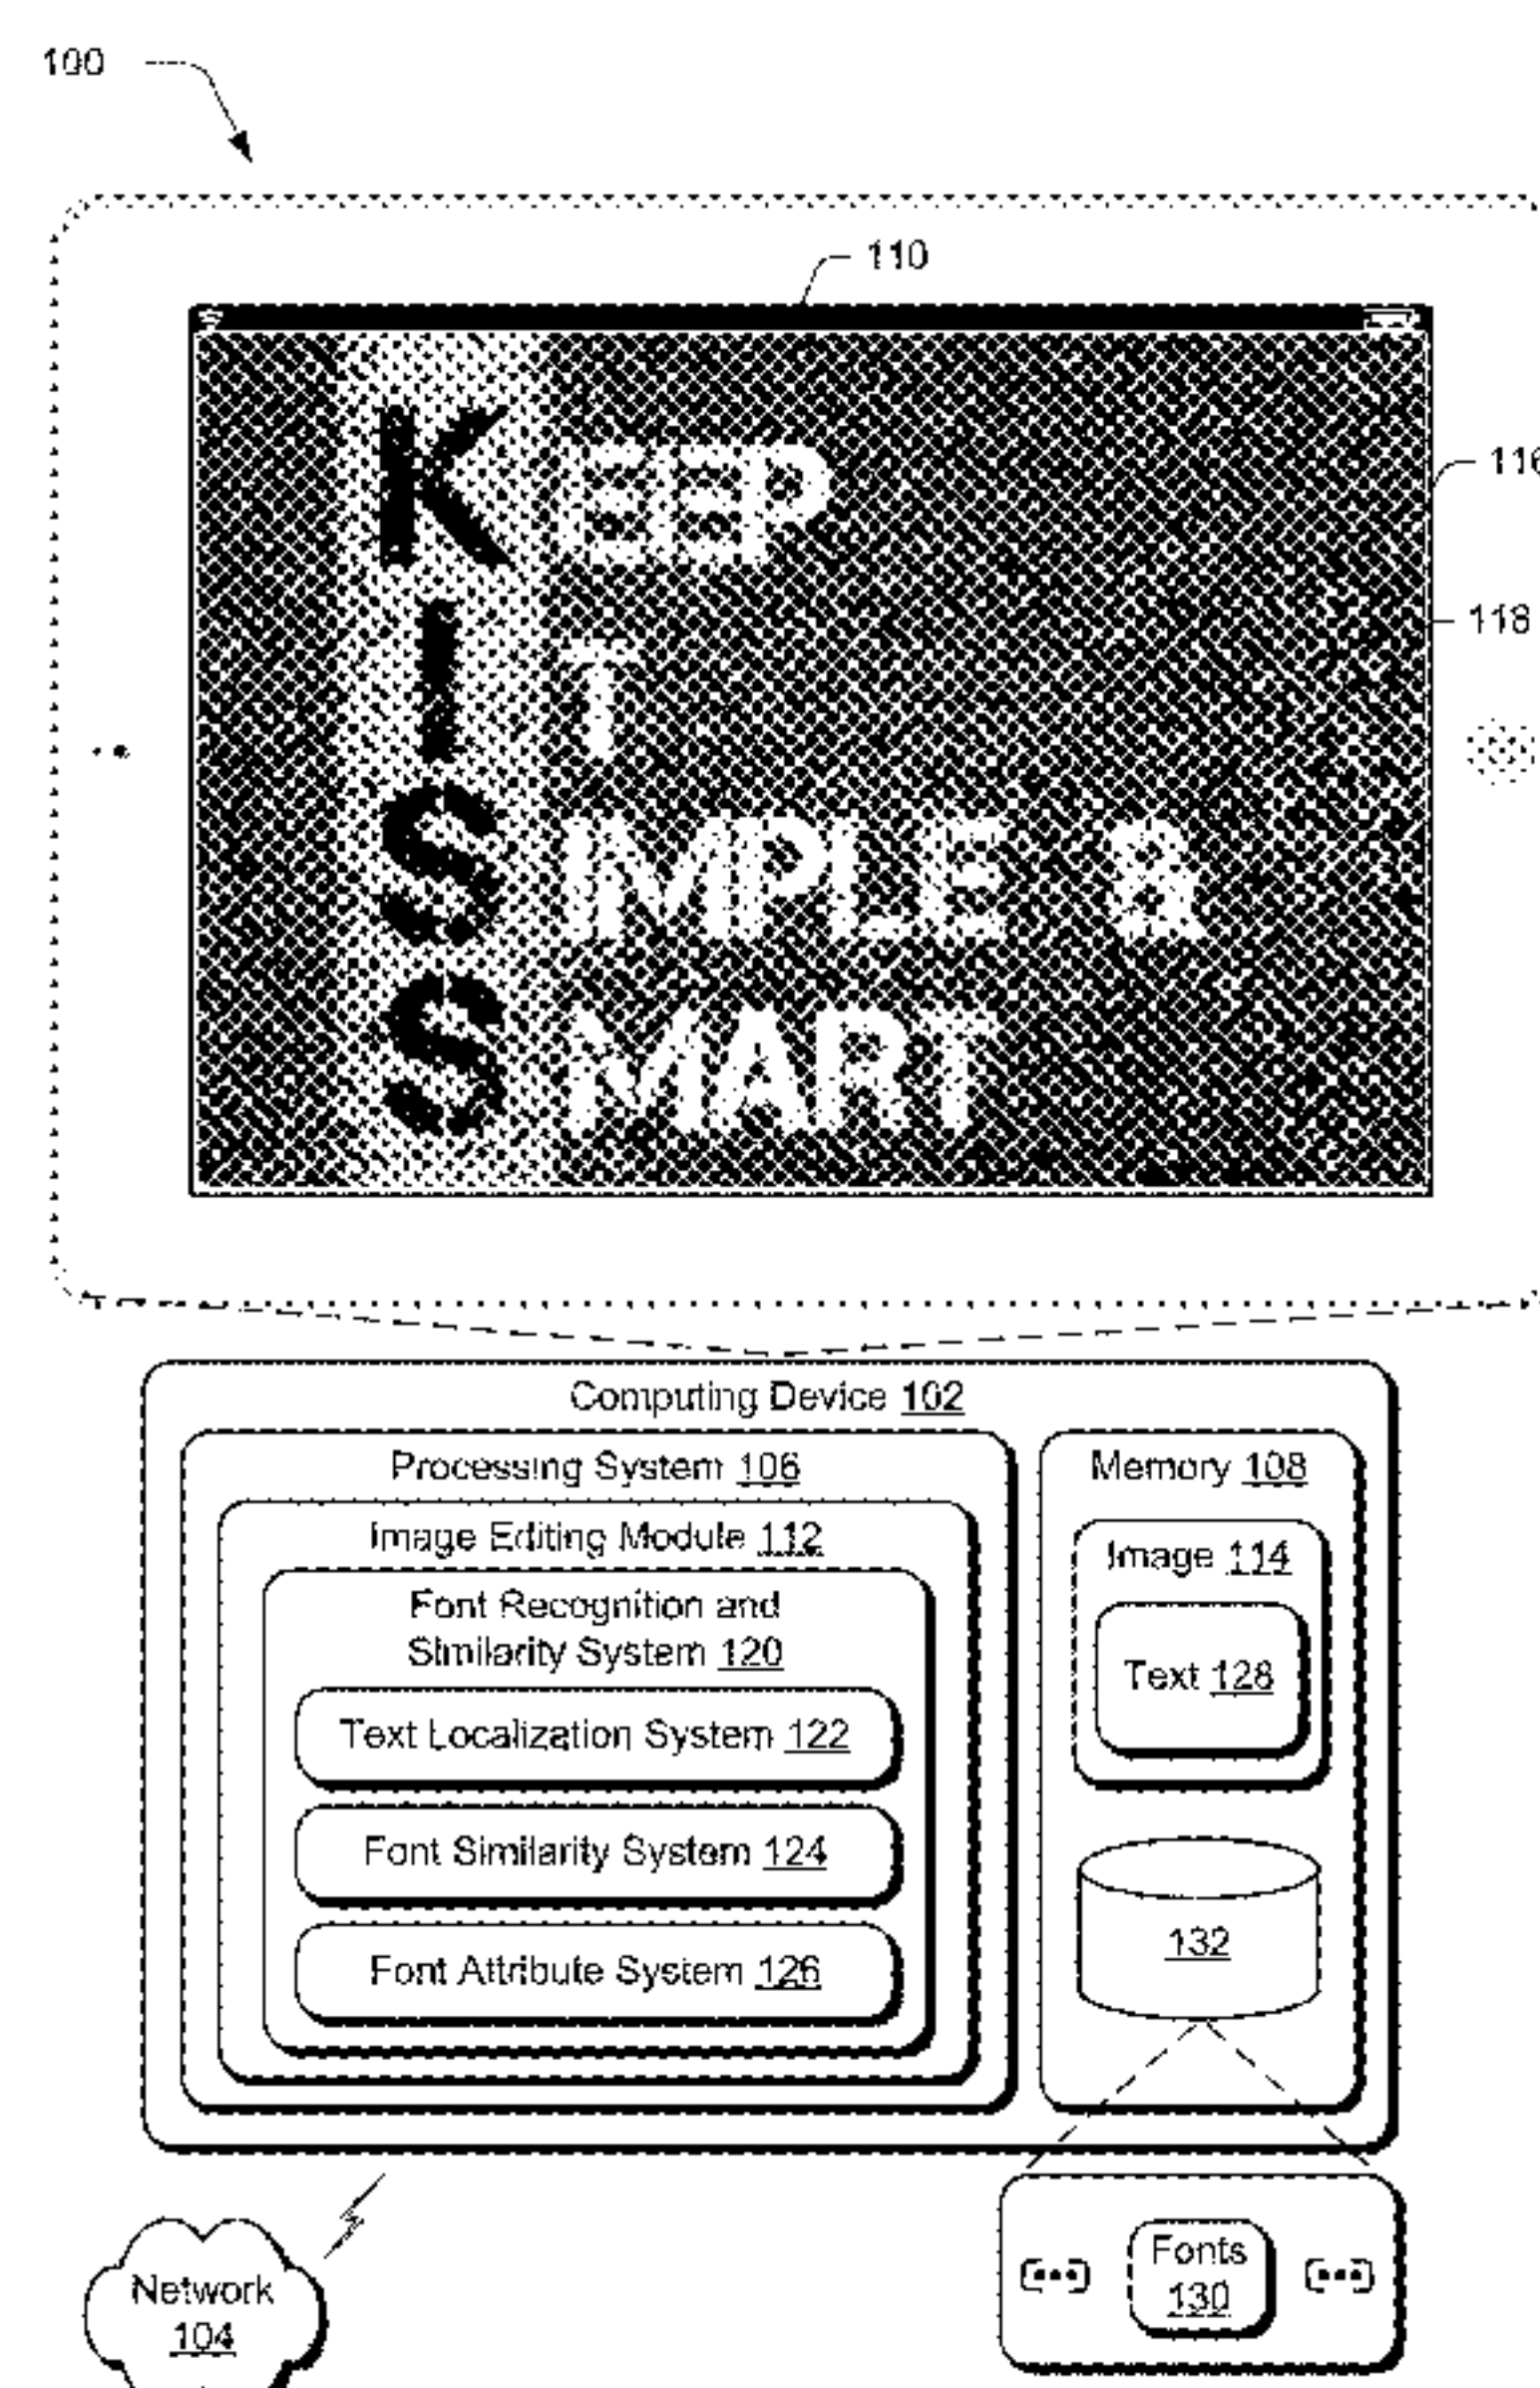 100
110
KEEP
116
IT
118
SIMPLE &
SMART
Computing Device 102
Processing System 106
Memory 108
Image Editing Module 112
Image 114
Font Recognition and
Similarity System 120
Text 128
Text Localization System 122
Font Similarity System 124
132
Font Attribute System 126
Fonts
130
Network
104